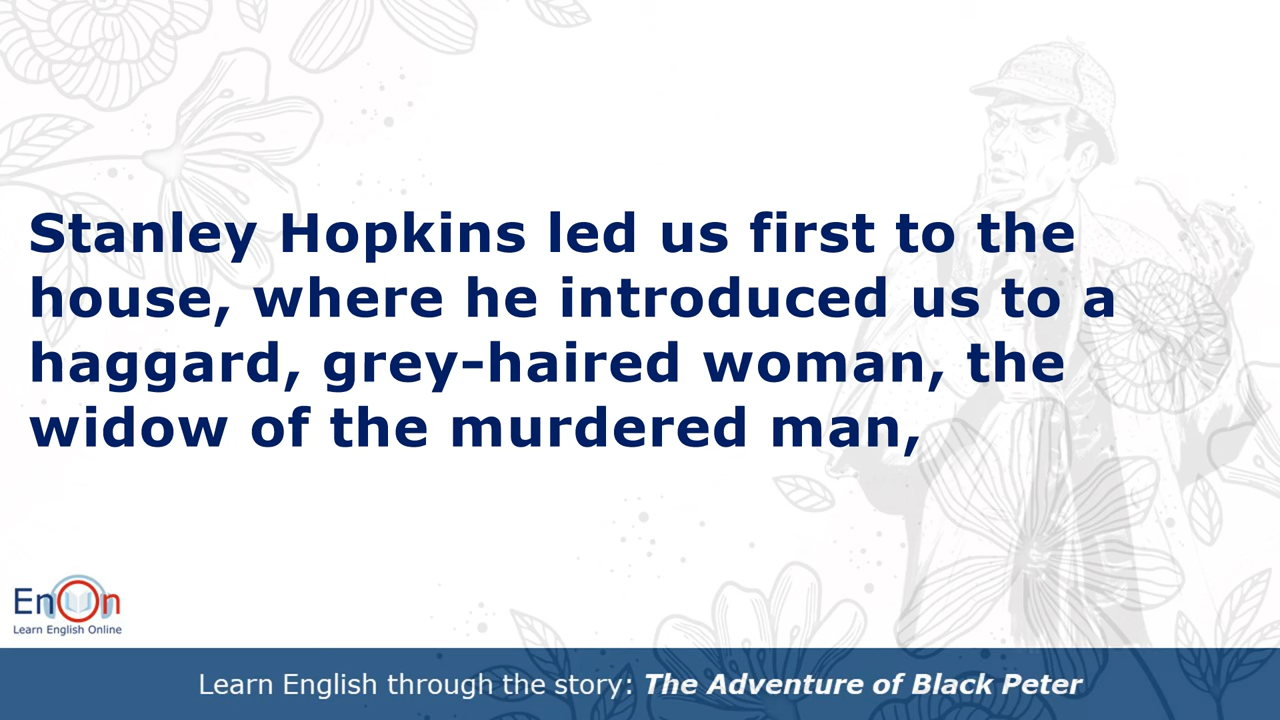 Stanley Hopkins led us first to the
house, where he introduced us to a
haggard, grey-haired woman, the
widow of the murdered man,
EnOn
Learn English Online
Learn English through the story: The Adventure of Black Peter